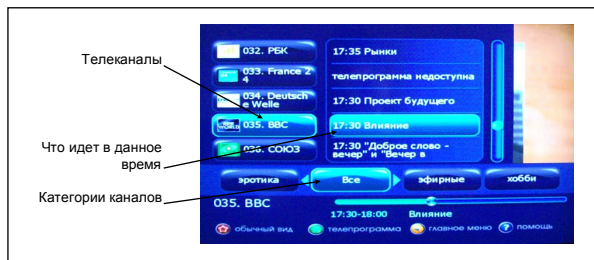 Телеканалы
Что идет в данное
время
Категории каналов
032. РБК
17:35 Рынки
033. France 2
4
телепрограмма недоступна
034. Deutsch
e Welle
17:30 Проект будущего
035. BBC
17:30 Влияние
036. СОЮЗ
17:30 "Доброе слово -
вечер" и "Вечер в
эротика
Все
эфирные
хобби
035. BBC
17:30-18:00 Влияние
обычный вид
телепрограмма
главное меню
помощь